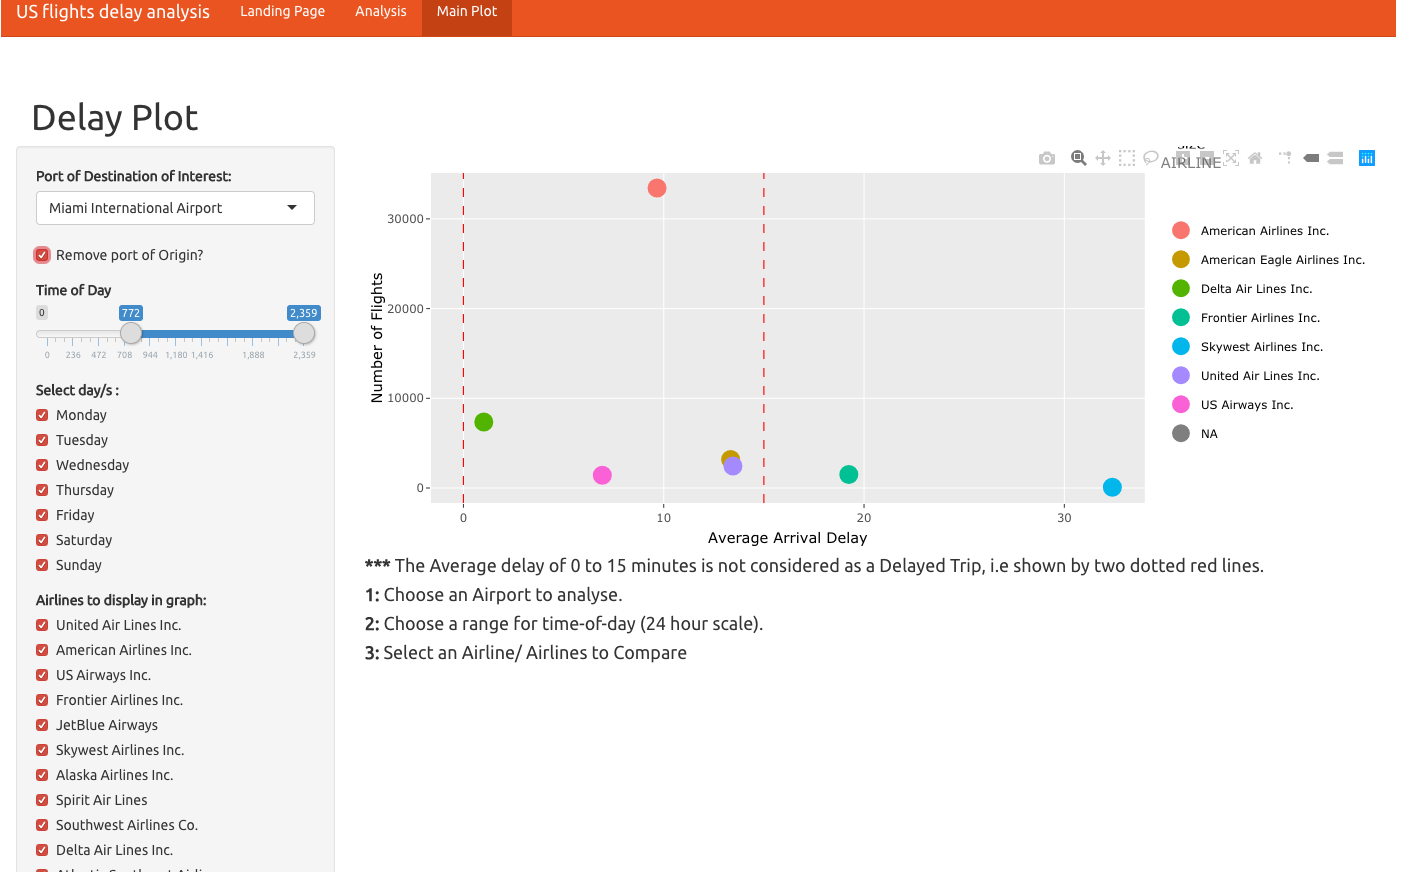 US flights delay analysis Landing Page Analysis Main Plot
Delay Plot
Port of Destination of Interest:
Miami International Airport
Remove port of Origin?
Time of Day
0 772 2,359
0 236 472 708 944 1,180 1,416 1,888 2,359
Select day/s :
Monday
Tuesday
Wednesday
Thursday
Friday
Saturday
Sunday
Airlines to display in graph:
United Air Lines Inc.
American Airlines Inc.
US Airways Inc.
Frontier Airlines Inc.
JetBlue Airways
Skywest Airlines Inc.
Alaska Airlines Inc.
Spirit Air Lines
Southwest Airlines Co.
Delta Air Lines Inc.
size
AIRLINE
30000
20000
10000
0
Number of Flights
0 10 20 30
Average Arrival Delay
American Airlines Inc.
American Eagle Airlines Inc.
Delta Air Lines Inc.
Frontier Airlines Inc.
Skywest Airlines Inc.
United Air Lines Inc.
US Airways Inc.
NA
*** The Average delay of 0 to 15 minutes is not considered as a Delayed Trip, i.e shown by two dotted red lines.
1: Choose an Airport to analyse.
2: Choose a range for time-of-day (24 hour scale).
3: Select an Airline/ Airlines to Compare